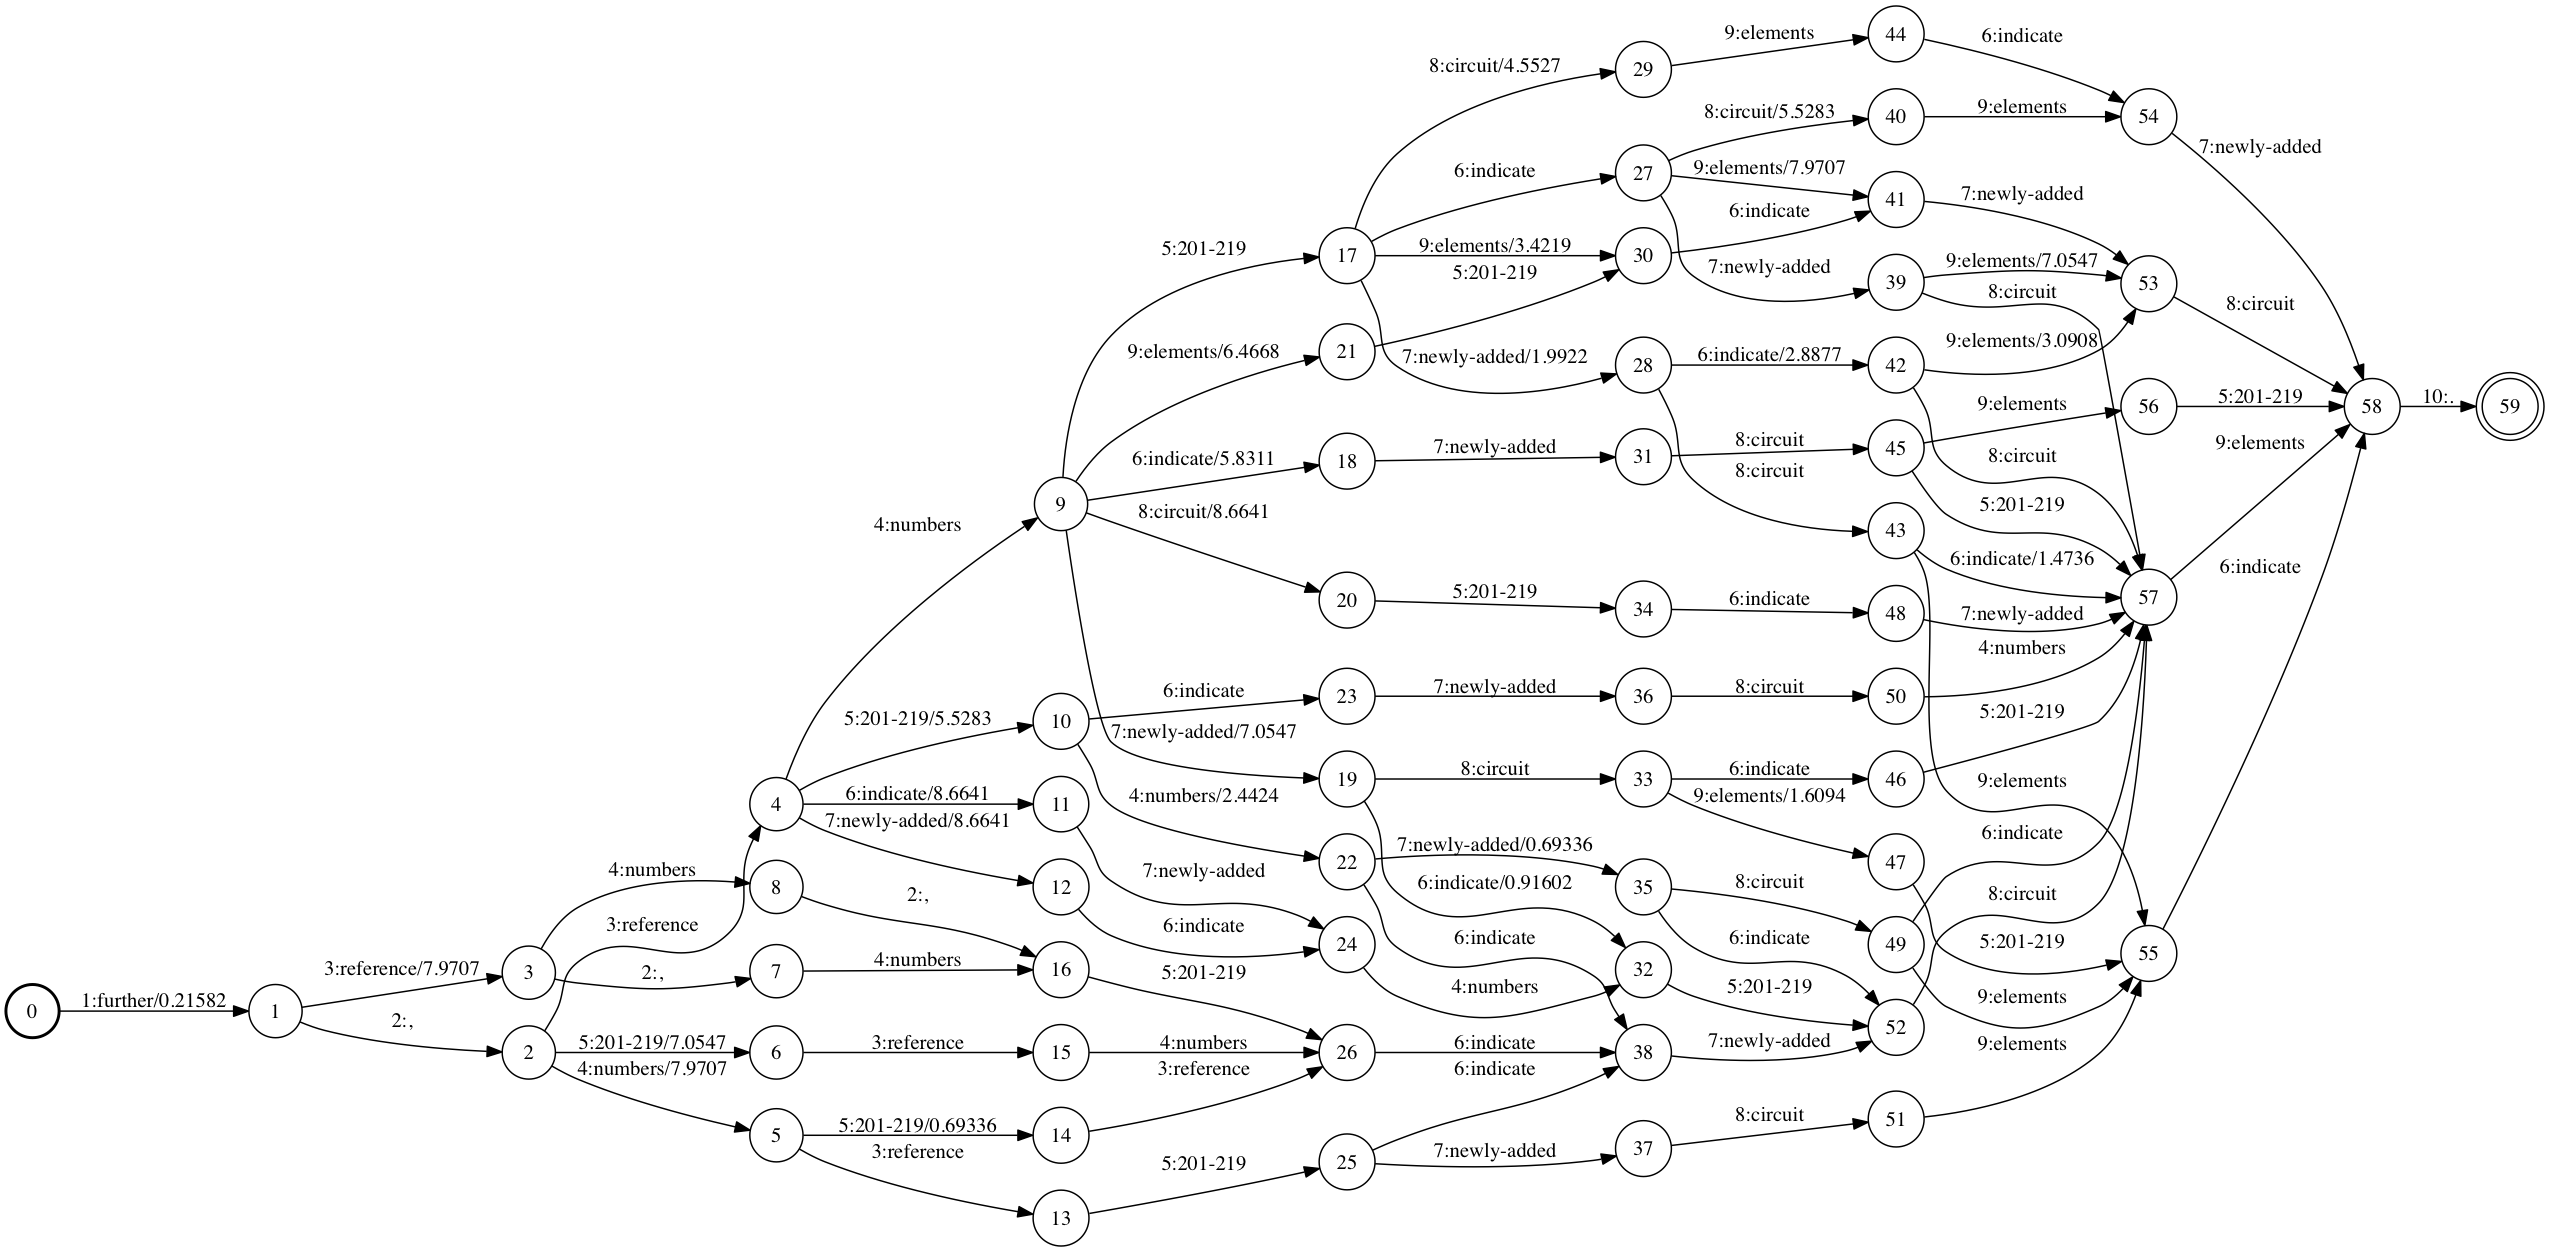 44
9:elements
6:indicate
8:circuit/4.5527
29
8:circuit/5.5283
40
9:elements
54
7:newly-added
6:indicate
27
9:elements/7.9707
41
7:newly-added
6:indicate
5:201-219
17
9:elements/3.4219
30
5:201-219
7:newly-added
39
9:elements/7.0547
8:circuit
53
8:circuit
9:elements/6.4668
21
7:newly-added/1.9922
28
6:indicate/2.8877
42
9:elements/3.0908
9:elements
56
5:201-219
58
10:.
59
6:indicate/5.8311
18
7:newly-added
31
8:circuit
8:circuit
45
8:circuit
9:elements
9
8:circuit/8.6641
4:numbers
5:201-219
43
6:indicate/1.4736
6:indicate
20
5:201-219
34
6:indicate
48
7:newly-added
57
4:numbers
6:indicate
23
7:newly-added
36
8:circuit
50
5:201-219
5:201-219/5.5283
10
7:newly-added/7.0547
19
8:circuit
33
6:indicate
46
9:elements
4
6:indicate/8.6641
11
4:numbers/2.4424
9:elements/1.6094
7:newly-added/8.6641
6:indicate
22
7:newly-added/0.69336
47
4:numbers
8
2:,
12
7:newly-added
6:indicate/0.91602
35
8:circuit
8:circuit
3:reference
6:indicate
24
6:indicate
6:indicate
49
5:201-219
55
3:reference/7.9707
3
2:,
7
4:numbers
16
5:201-219
4:numbers
32
5:201-219
9:elements
0
1:further/0.21582
1
2:,
2
5:201-219/7.0547
6
3:reference
15
4:numbers
26
6:indicate
38
7:newly-added
52
9:elements
4:numbers/7.9707
3:reference
6:indicate
5
5:201-219/0.69336
14
3:reference
5:201-219
25
7:newly-added
37
8:circuit
51
13